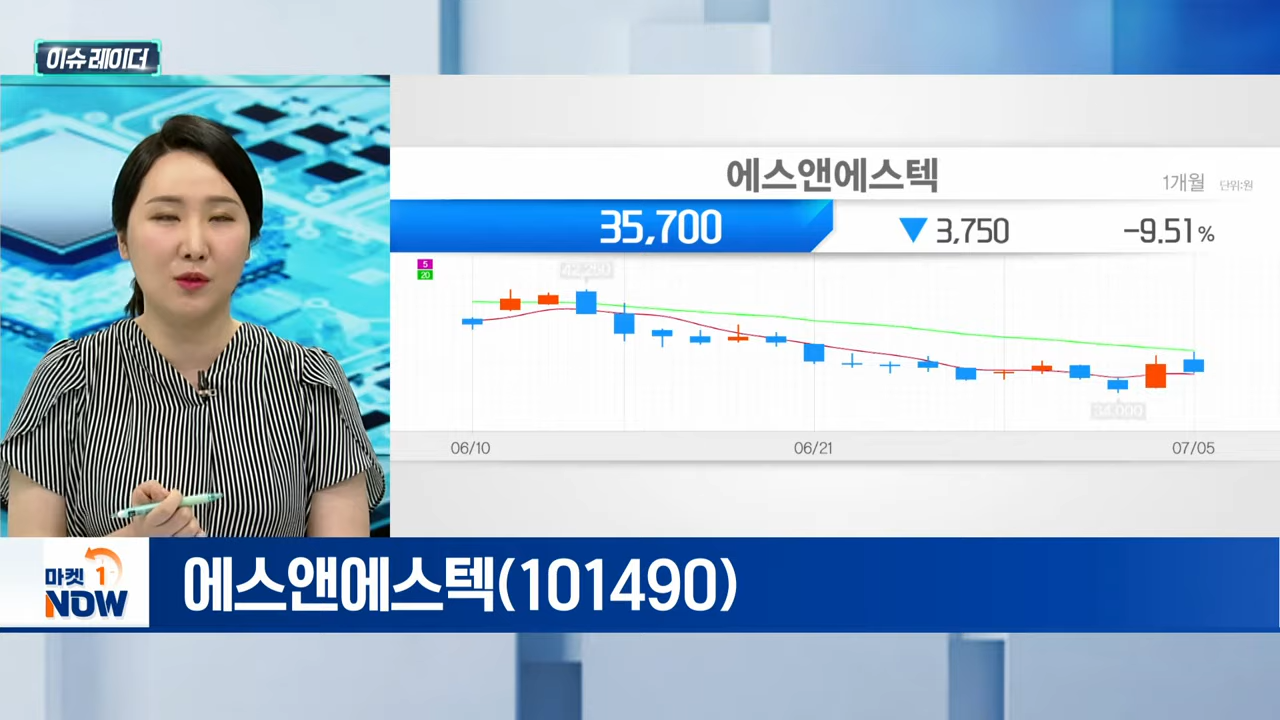 이슈 레이더
에스앤에스텍
1개월 단위:원
35,700 ▼ 3,750 -9.51%
5
20
42,200
34,000
06/10 06/21 07/05
마켓 1
NOW
에스앤에스텍(101490)